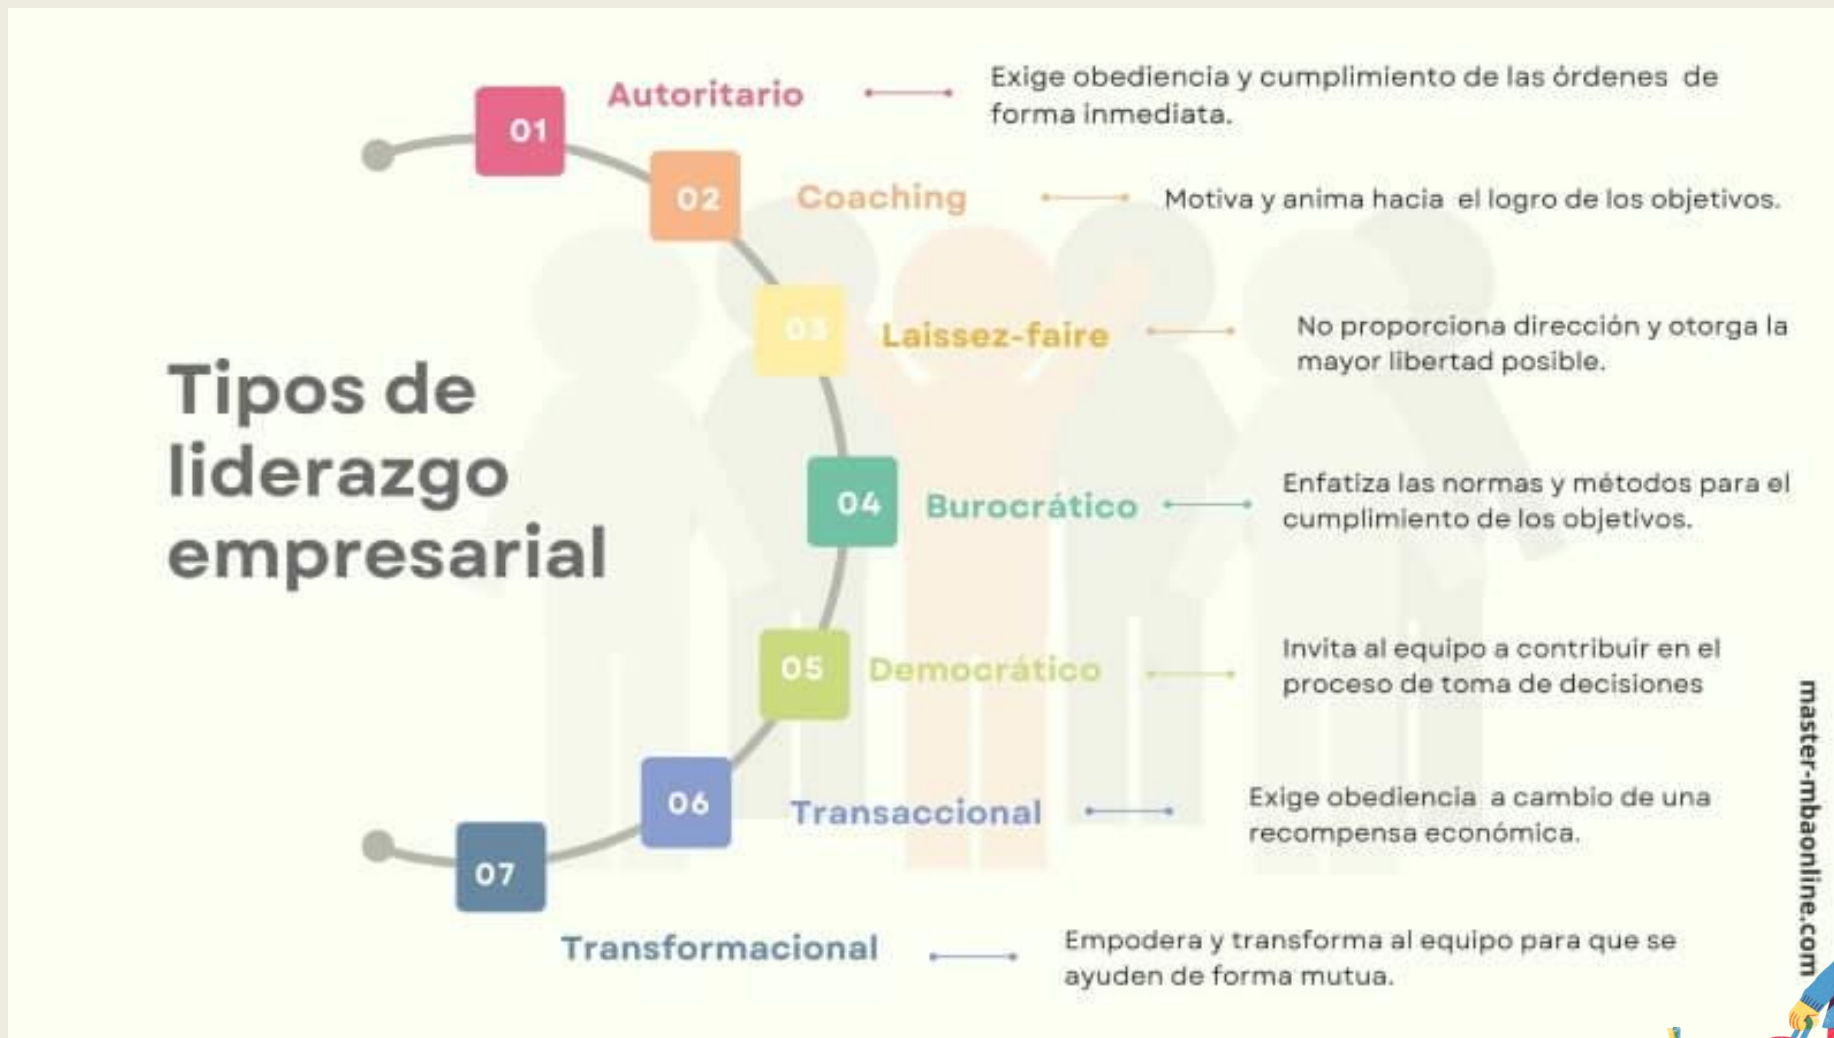 Tipos de
liderazgo
empresarial
01
Autoritario
Exige obediencia y cumplimiento de las órdenes de
forma inmediata.
02
Coaching
Motiva y anima hacia el logro de los objetivos.
03
Laissez-faire
No proporciona dirección y otorga la
mayor libertad posible.
04
Burocrático
Enfatiza las normas y métodos para el
cumplimiento de los objetivos.
05
Democrático
Invita al equipo a contribuir en el
proceso de toma de decisiones
06
Transaccional
Exige obediencia a cambio de una
recompensa económica.
07
Transformacional
Empodera y transforma al equipo para que se
ayuden de forma mutua.
master-mbaonline.com